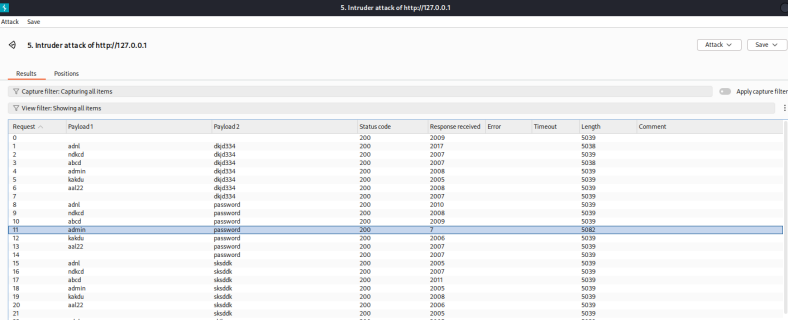 5. Intruder attack of http://127.0.0.1
Attack Save
5. Intruder attack of http://127.0.0.1 Attack Save
Results Positions
Capture filter: Capturing all items Apply capture filter
View filter: Showing all items
Request Payload 1 Payload 2 Status code Response received Error Timeout Length Comment
0 200 2009 5039
1 adnl dkjd334 200 2017 5038
2 ndkcd dkjd334 200 2007 5039
3 abcd dkjd334 200 2007 5038
4 admin dkjd334 200 2008 5039
5 kakdu dkjd334 200 2005 5039
6 aal22 dkjd334 200 2008 5039
7 dkjd334 200 2007 5039
8 adnl password 200 2010 5039
9 ndkcd password 200 2008 5039
10 abcd password 200 2009 5039
11 admin password 200 7 5082
12 kakdu password 200 2006 5039
13 aal22 password 200 2007 5039
14 password 200 2007 5039
15 adnl sksddk 200 2005 5039
16 ndkcd sksddk 200 2007 5039
17 abcd sksddk 200 2011 5039
18 admin sksddk 200 2005 5039
19 kakdu sksddk 200 2008 5039
20 aal22 sksddk 200 2006 5039
21 sksddk 200 2005 5039